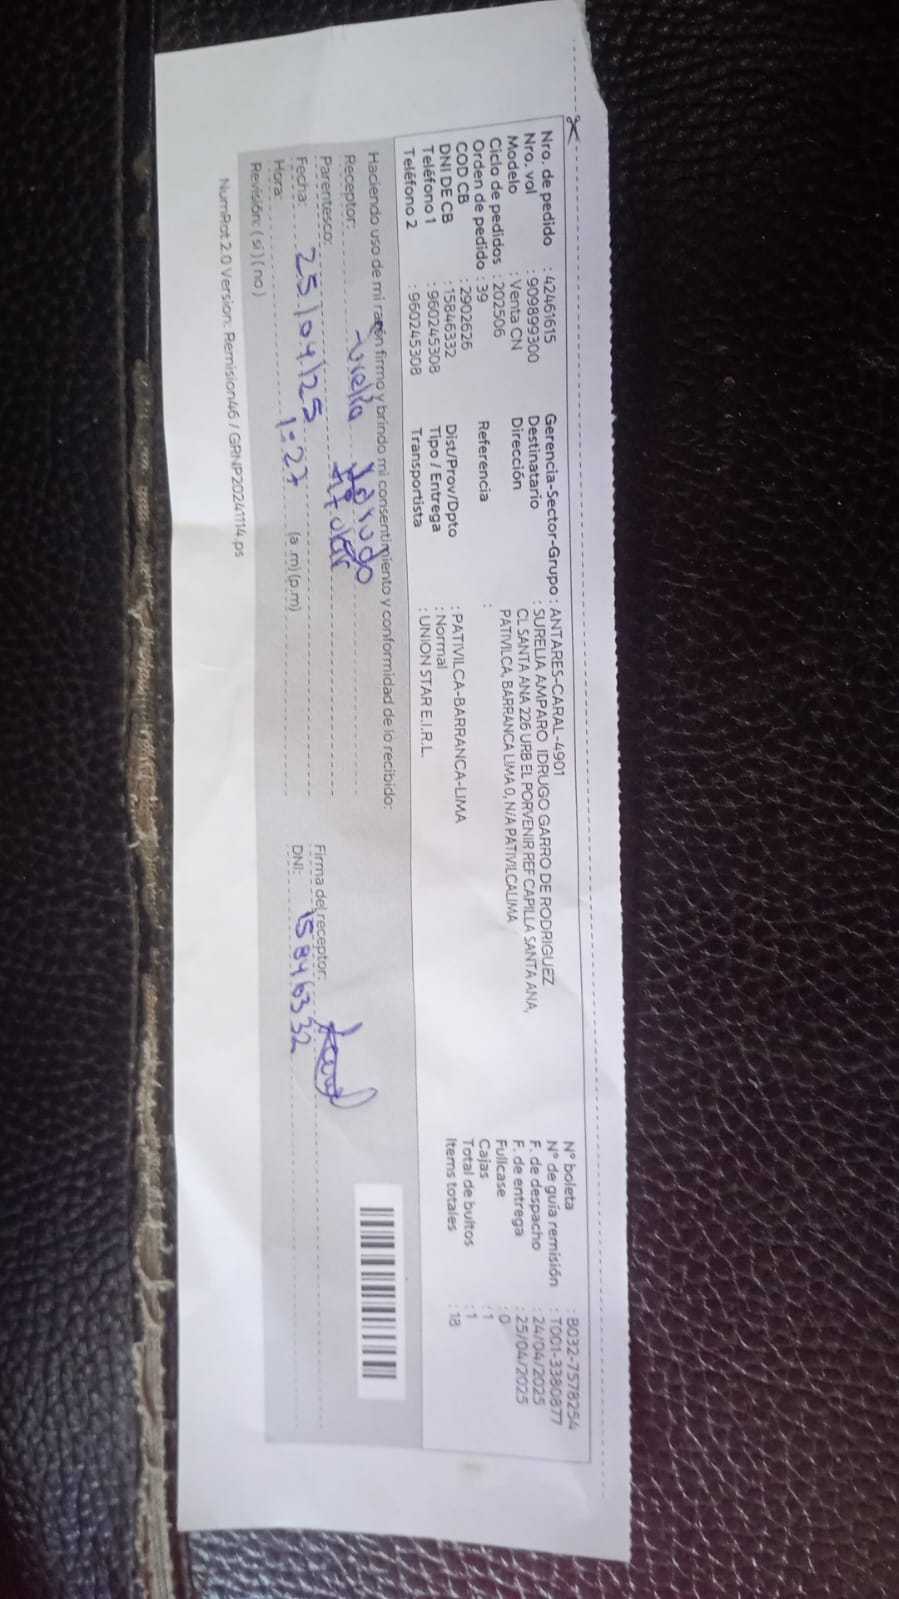 Nro. de pedido : 42461615
Nro. vol : 909899300
Modelo : Venta CN
Ciclo de pedidos : 202506
Orden de pedido : 39
COD CB : 2902626
DNI DE CB : 15846332
Teléfono 1 : 960245308
Teléfono 2 : 960245308
Gerencia-Sector-Grupo : ANTARES-CARAL-4901
Destinatario : SURELIA AMPARO IDRUGO GARRO DE RODRIGUEZ
Dirección CL SANTA ANA 226 URB EL PORVENIR REF CAPILLA SANTA ANA,
PATIVILCA, BARRANCA LIMA 0, N/A PATIVILCALIMA
Referencia :
Dist/Prov/Dpto : PATIVILCA-BARRANCA-LIMA
Tipo / Entrega : Normal
Transportista : UNION STAR E.I.R.L.
N° boleta : B032-7578254
N° de guía remisión : T001-3380877
F. de despacho : 24/04/2025
F. de entrega : 25/04/2025
Fullcase : 0
Cajas : 1
Total de bultos : 1
Items totales : 18
Haciendo uso de mi razón firmo y brindo mi consentimiento y conformidad de lo recibido:
Receptor:
Parentesco: titular
Fecha: 25/04/25
Hora: 1:27 (a.m) (p.m)
Revisión: ( si ) ( no )
Firma del receptor:
DNI: 15846332
NumRot 2.0 Version: Remision46 / GRNP20241114.ps